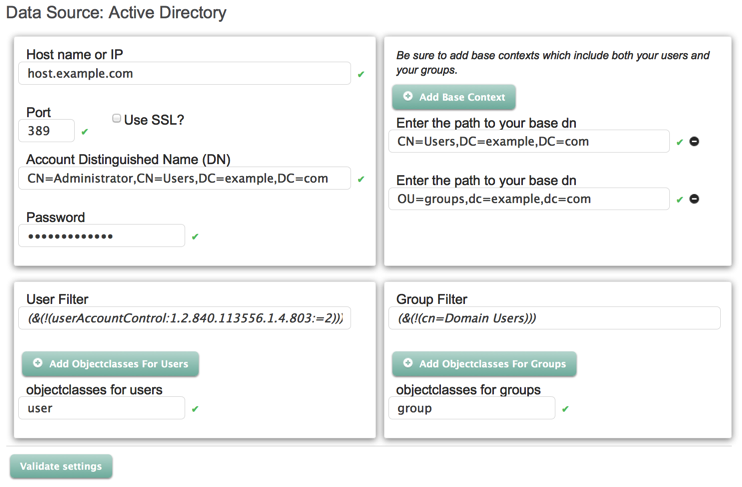 Data Source: Active Directory
Host name or IP
host.example.com
Port
389
Use SSL?
Account Distinguished Name (DN)
CN=Administrator,CN=Users,DC=example,DC=com
Password
•••••••••••••
Be sure to add base contexts which include both your users and
your groups.
Add Base Context
Enter the path to your base dn
CN=Users,DC=example,DC=com
Enter the path to your base dn
OU=groups,dc=example,dc=com
User Filter
(&(!(userAccountControl:1.2.840.113556.1.4.803:=2)))
Add Objectclasses For Users
objectclasses for users
user
Group Filter
(&(!(cn=Domain Users)))
Add Objectclasses For Groups
objectclasses for groups
group
Validate settings